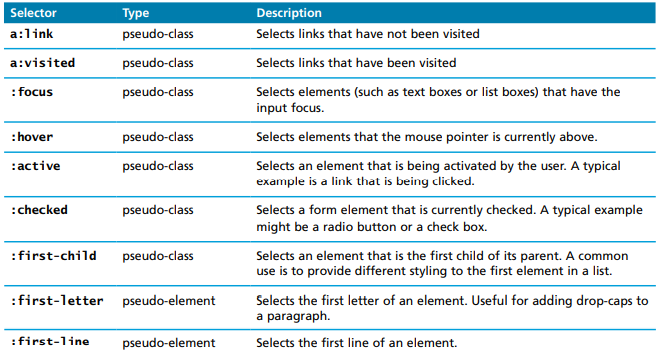 Selector Type Description
a:link pseudo-class Selects links that have not been visited
a:visited pseudo-class Selects links that have been visited
:focus pseudo-class Selects elements (such as text boxes or list boxes) that have the
input focus.
:hover pseudo-class Selects elements that the mouse pointer is currently above.
:active pseudo-class Selects an element that is being activated by the user. A typical
example is a link that is being clicked.
:checked pseudo-class Selects a form element that is currently checked. A typical example
might be a radio button or a check box.
:first-child pseudo-class Selects an element that is the first child of its parent. A common
use is to provide different styling to the first element in a list.
:first-letter pseudo-element Selects the first letter of an element. Useful for adding drop-caps to
a paragraph.
:first-line pseudo-element Selects the first line of an element.